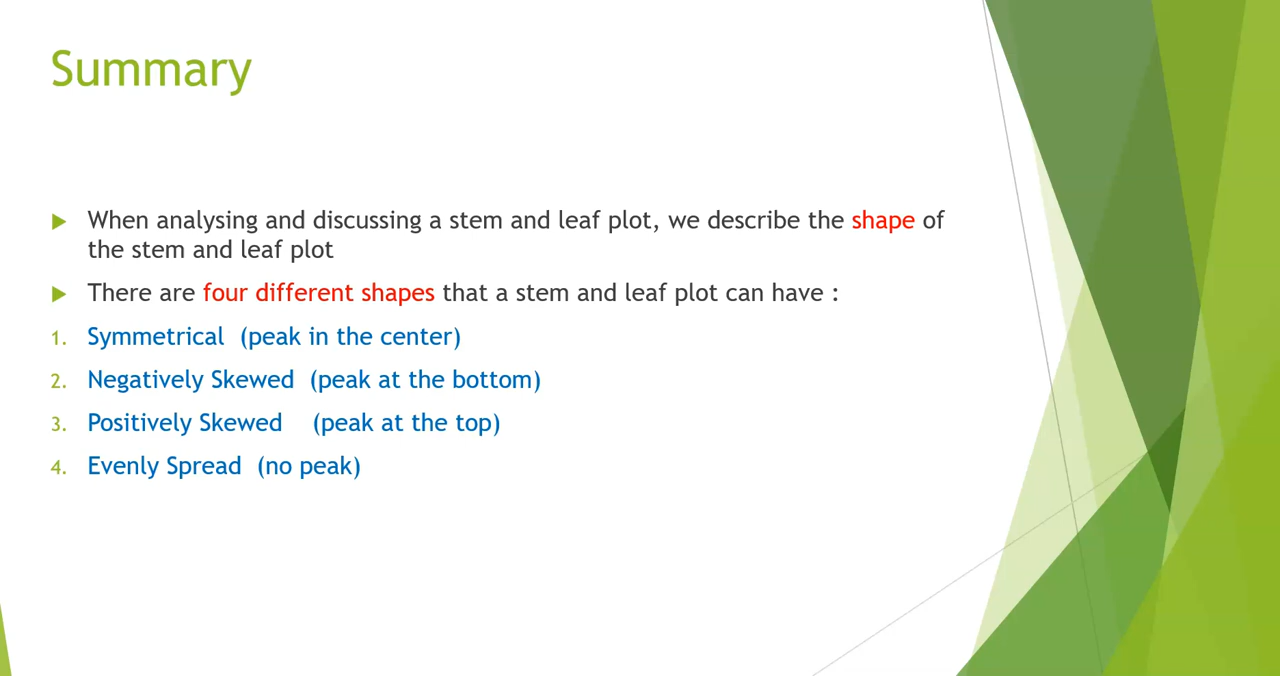 Summary
When analysing and discussing a stem and leaf plot, we describe the shape of
the stem and leaf plot
There are four different shapes that a stem and leaf plot can have :
1. Symmetrical (peak in the center)
2. Negatively Skewed (peak at the bottom)
3. Positively Skewed (peak at the top)
4. Evenly Spread (no peak)